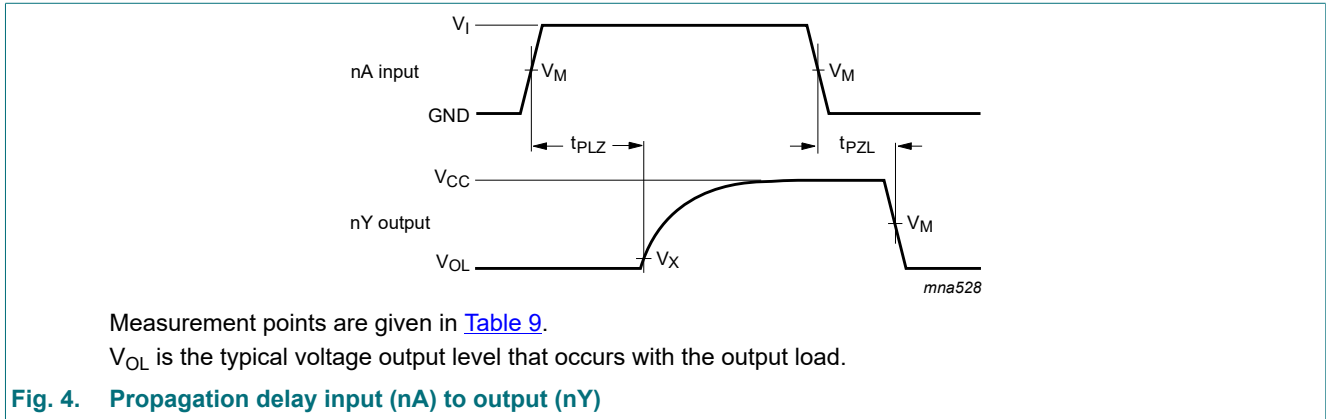 V_I
nA input
V_M
V_M
GND
t_PLZ
t_PZL
V_CC
nY output
V_M
V_OL
V_X
mna528
Measurement points are given in Table 9.
V_OL is the typical voltage output level that occurs with the output load.
Fig. 4. Propagation delay input (nA) to output (nY)